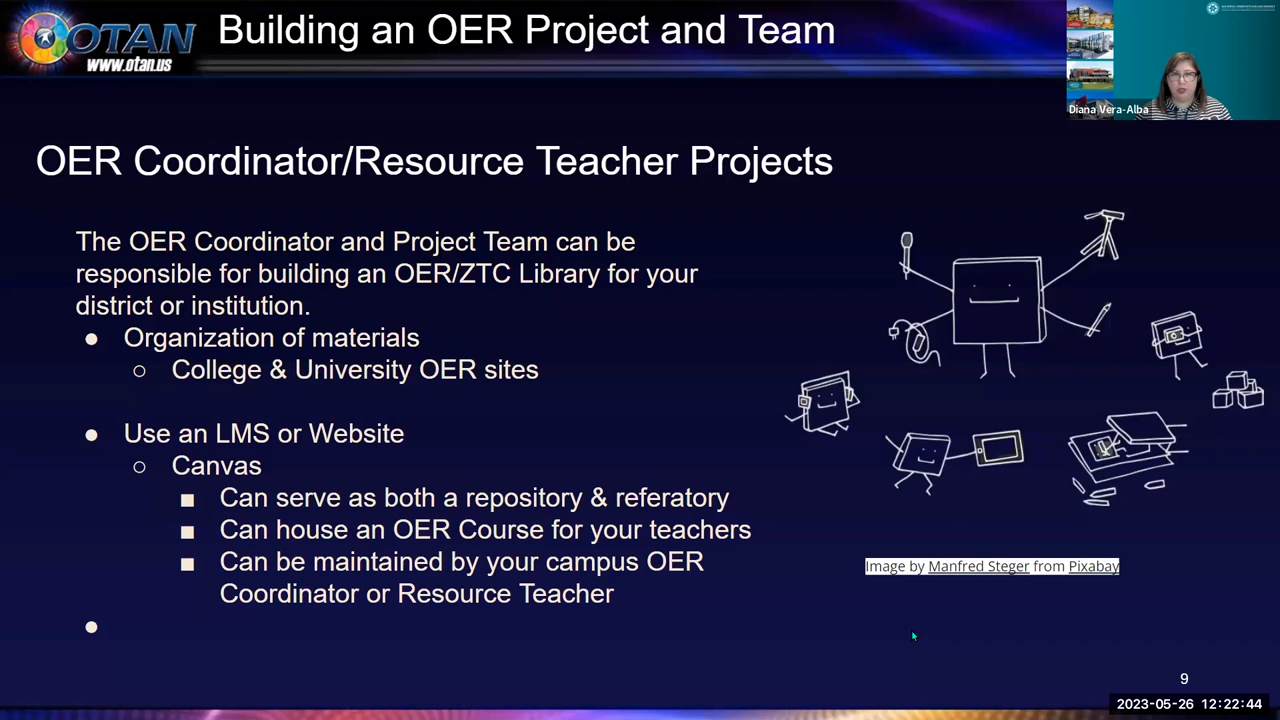 OTAN
www.otan.us
Building an OER Project and Team
Diana Vera-Alba
OER Coordinator/Resource Teacher Projects
The OER Coordinator and Project Team can be
responsible for building an OER/ZTC Library for your
district or institution.
● Organization of materials
○ College & University OER sites
● Use an LMS or Website
○ Canvas
■ Can serve as both a repository & referatory
■ Can house an OER Course for your teachers
■ Can be maintained by your campus OER
Coordinator or Resource Teacher
●
Image by Manfred Steger from Pixabay
9
2023-05-26 12:22:44